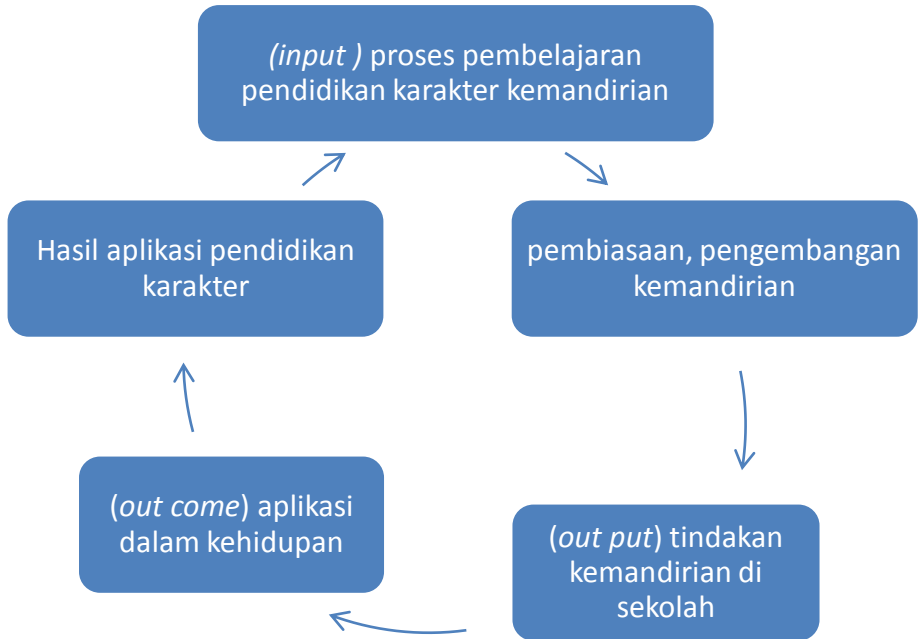 (input ) proses pembelajaran
pendidikan karakter kemandirian
pembiasaan, pengembangan
kemandirian
(out put) tindakan
kemandirian di
sekolah
(out come) aplikasi
dalam kehidupan
Hasil aplikasi pendidikan
karakter